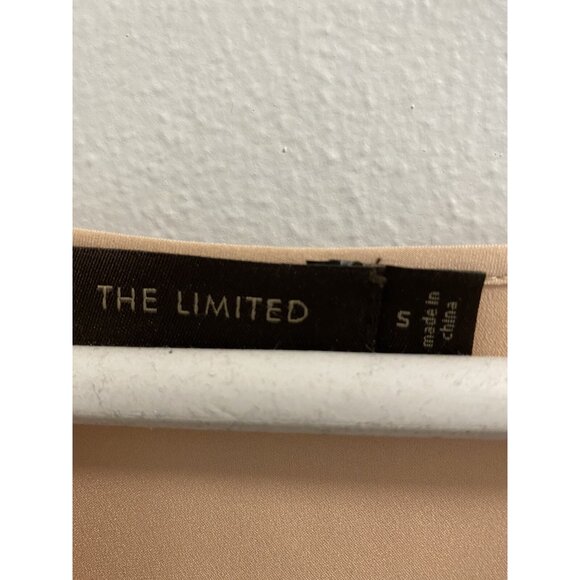 THE LIMITED
S
made in
china